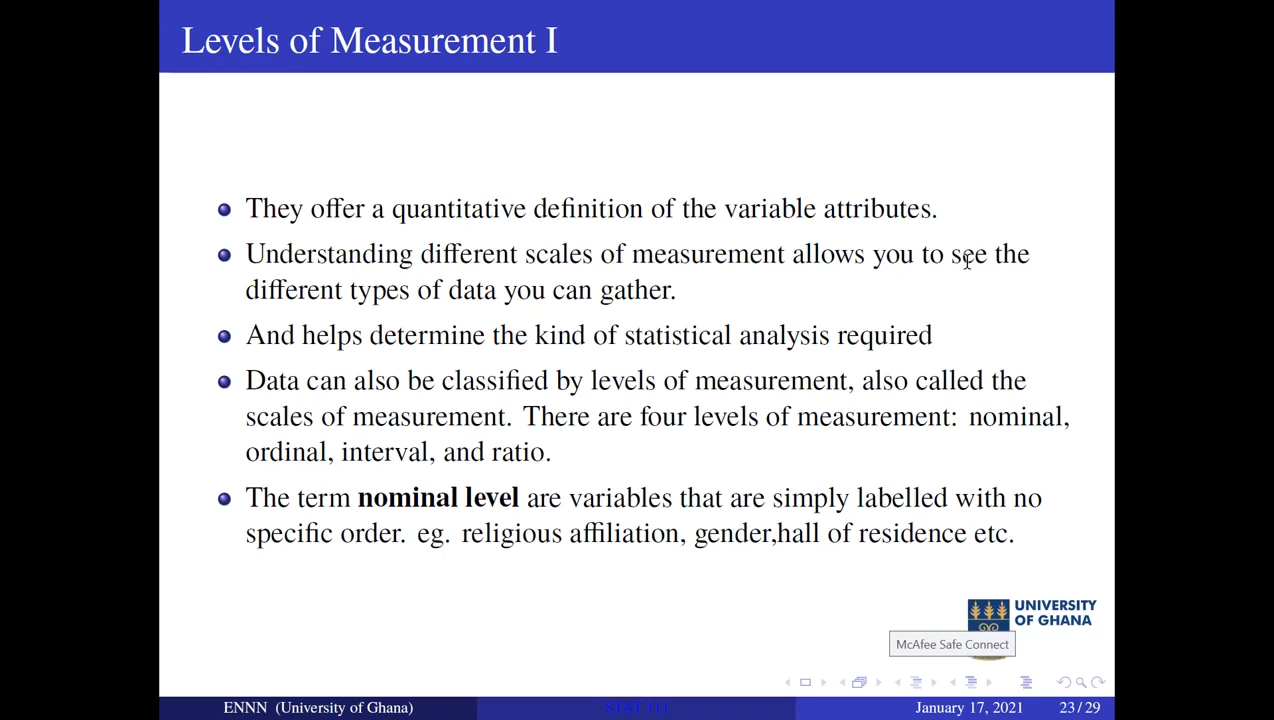 Levels of Measurement I
They offer a quantitative definition of the variable attributes.
Understanding different scales of measurement allows you to see the
different types of data you can gather.
And helps determine the kind of statistical analysis required
Data can also be classified by levels of measurement, also called the
scales of measurement. There are four levels of measurement: nominal,
ordinal, interval, and ratio.
The term nominal level are variables that are simply labelled with no
specific order. eg. religious affiliation, gender,hall of residence etc.
UNIVERSITY
OF GHANA
McAfee Safe Connect
ENNN (University of Ghana) STAT 111 January 17, 2021 23 / 29